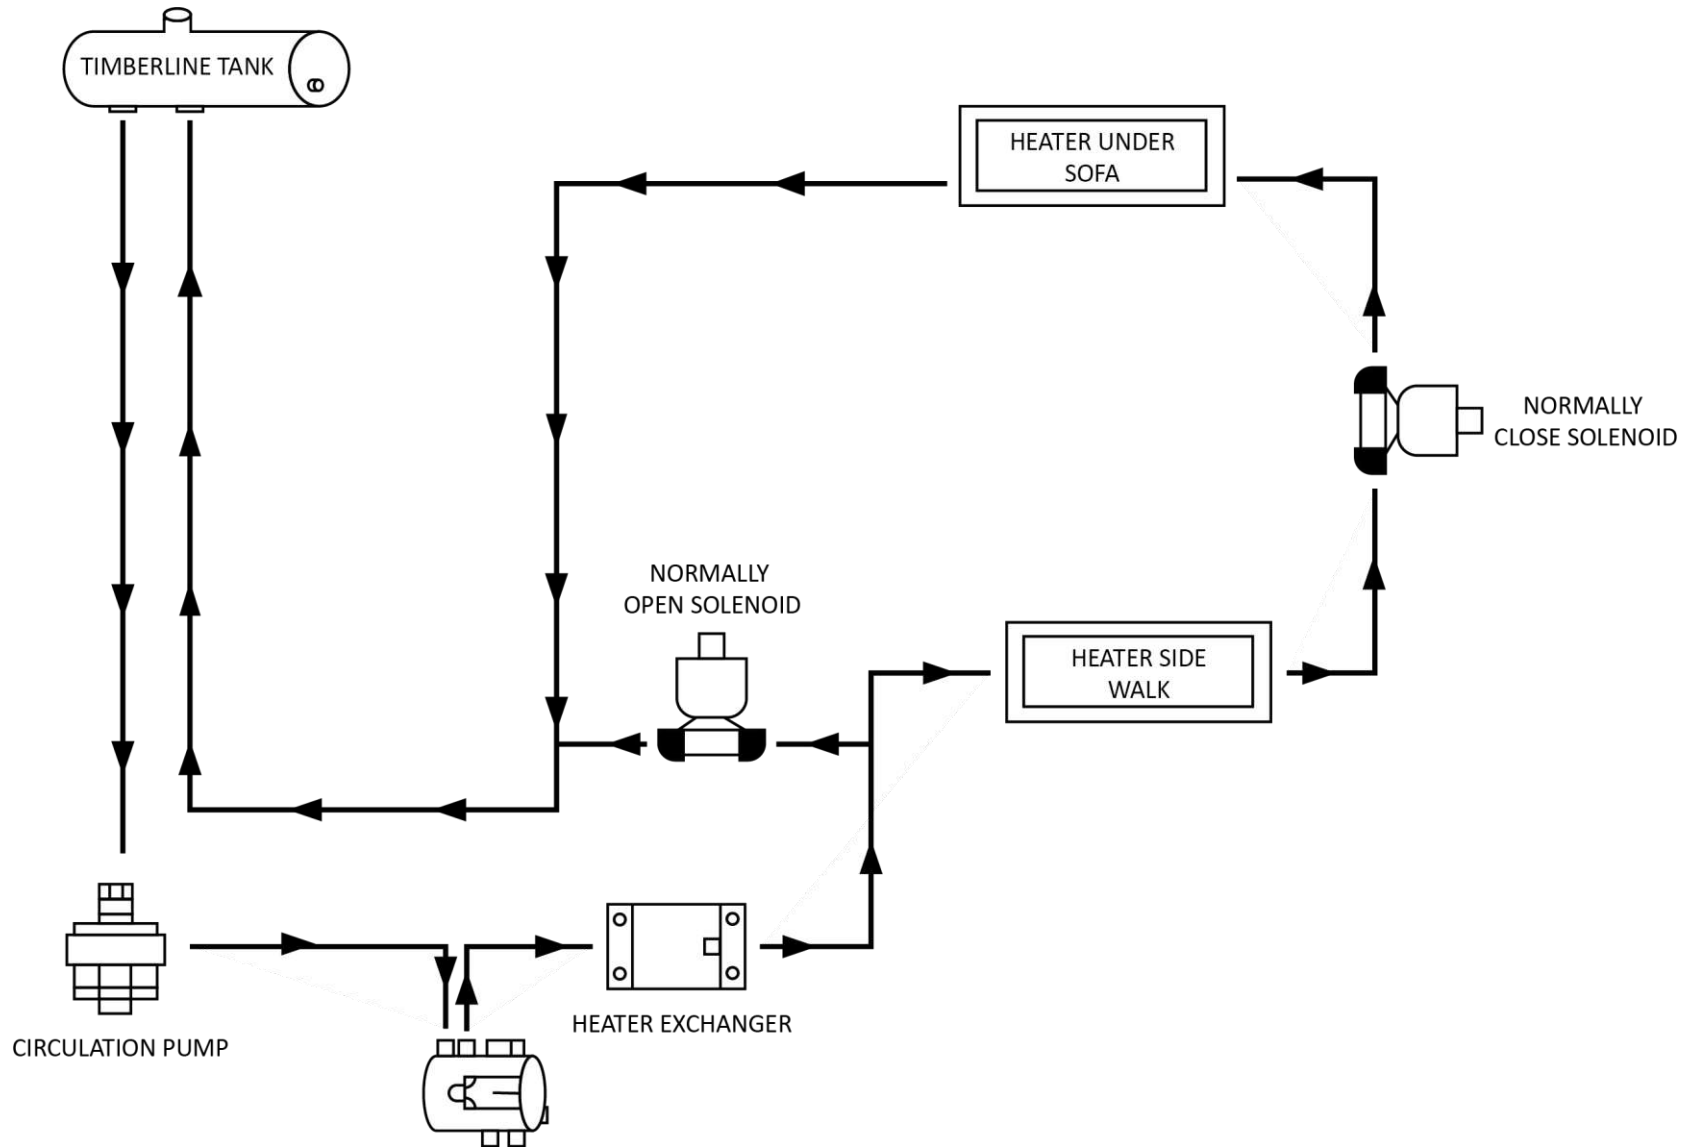 TIMBERLINE TANK
HEATER UNDER
SOFA
NORMALLY
CLOSE SOLENOID
NORMALLY
OPEN SOLENOID
HEATER SIDE
WALK
HEATER EXCHANGER
CIRCULATION PUMP